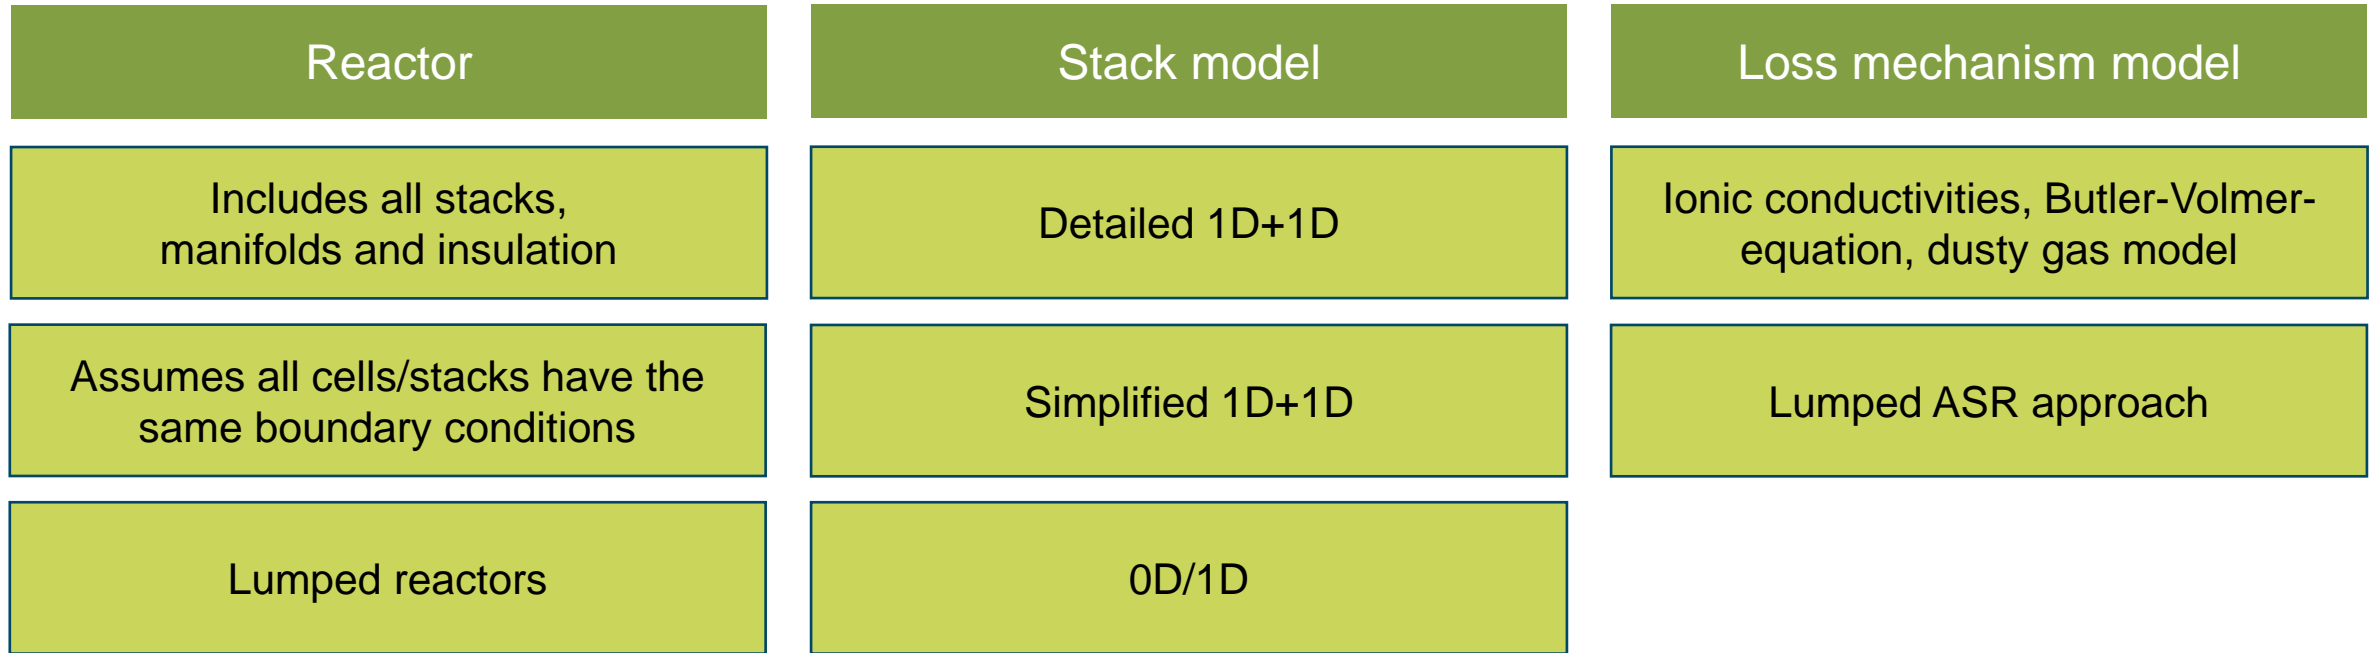 Reactor
Includes all stacks,
manifolds and insulation
Assumes all cells/stacks have the
same boundary conditions
Lumped reactors
Stack model
Detailed 1D+1D
Simplified 1D+1D
0D/1D
Loss mechanism model
Ionic conductivities, Butler-Volmer-
equation, dusty gas model
Lumped ASR approach